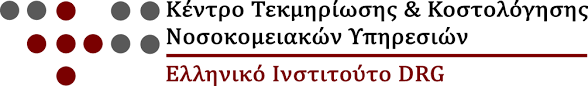 Κέντρο Τεκμηρίωσης & Κοστολόγησης
Νοσοκομειακών Υπηρεσιών
Ελληνικό Ινστιτούτο DRG